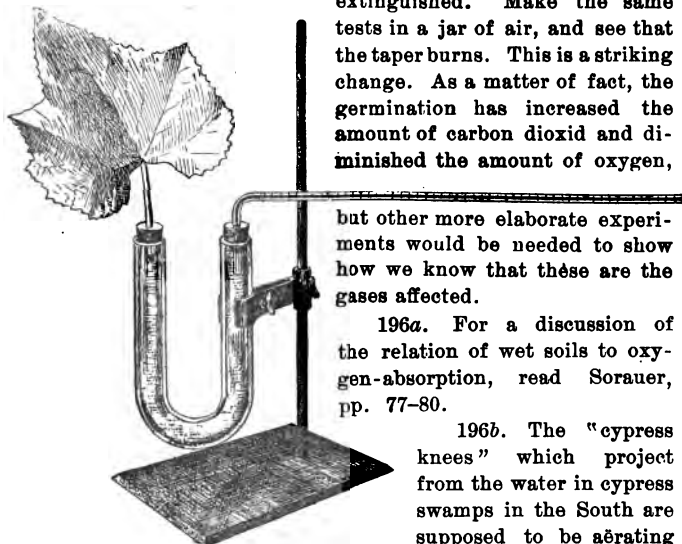 extinguished. Make the same
tests in a jar of air, and see that
the taper burns. This is a striking
change. As a matter of fact, the
germination has increased the
amount of carbon dioxid and di-
minished the amount of oxygen,
but other more elaborate experi-
ments would be needed to show
how we know that these are the
gases affected.
196a. For a discussion of
the relation of wet soils to oxy-
gen-absorption, read Sorauer,
pp. 77–80.
196b. The "cypress
knees" which project
from the water in cypress
swamps in the South are
supposed to be aërating